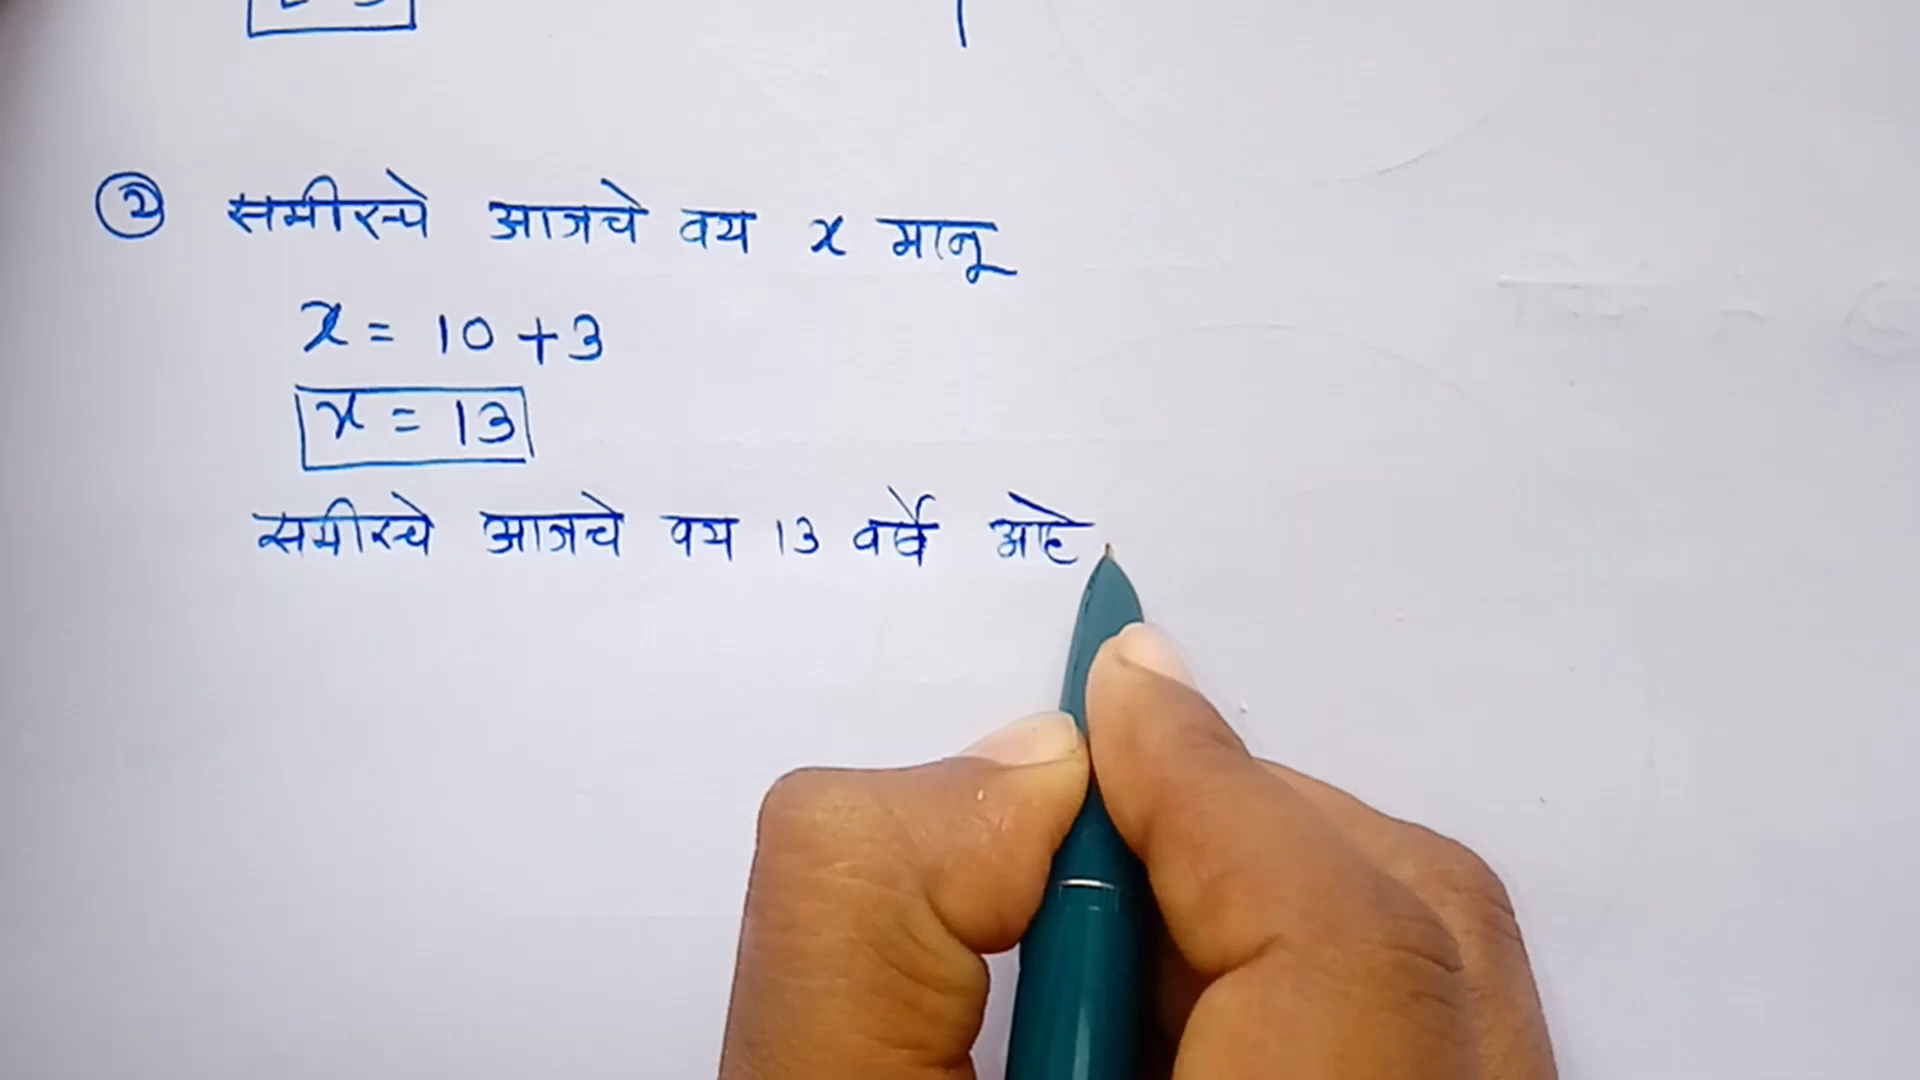 ② समीरचे आजचे वय x मानू
x = 10 + 3
x = 13
समीरचे आजचे वय 13 वर्षे आहे